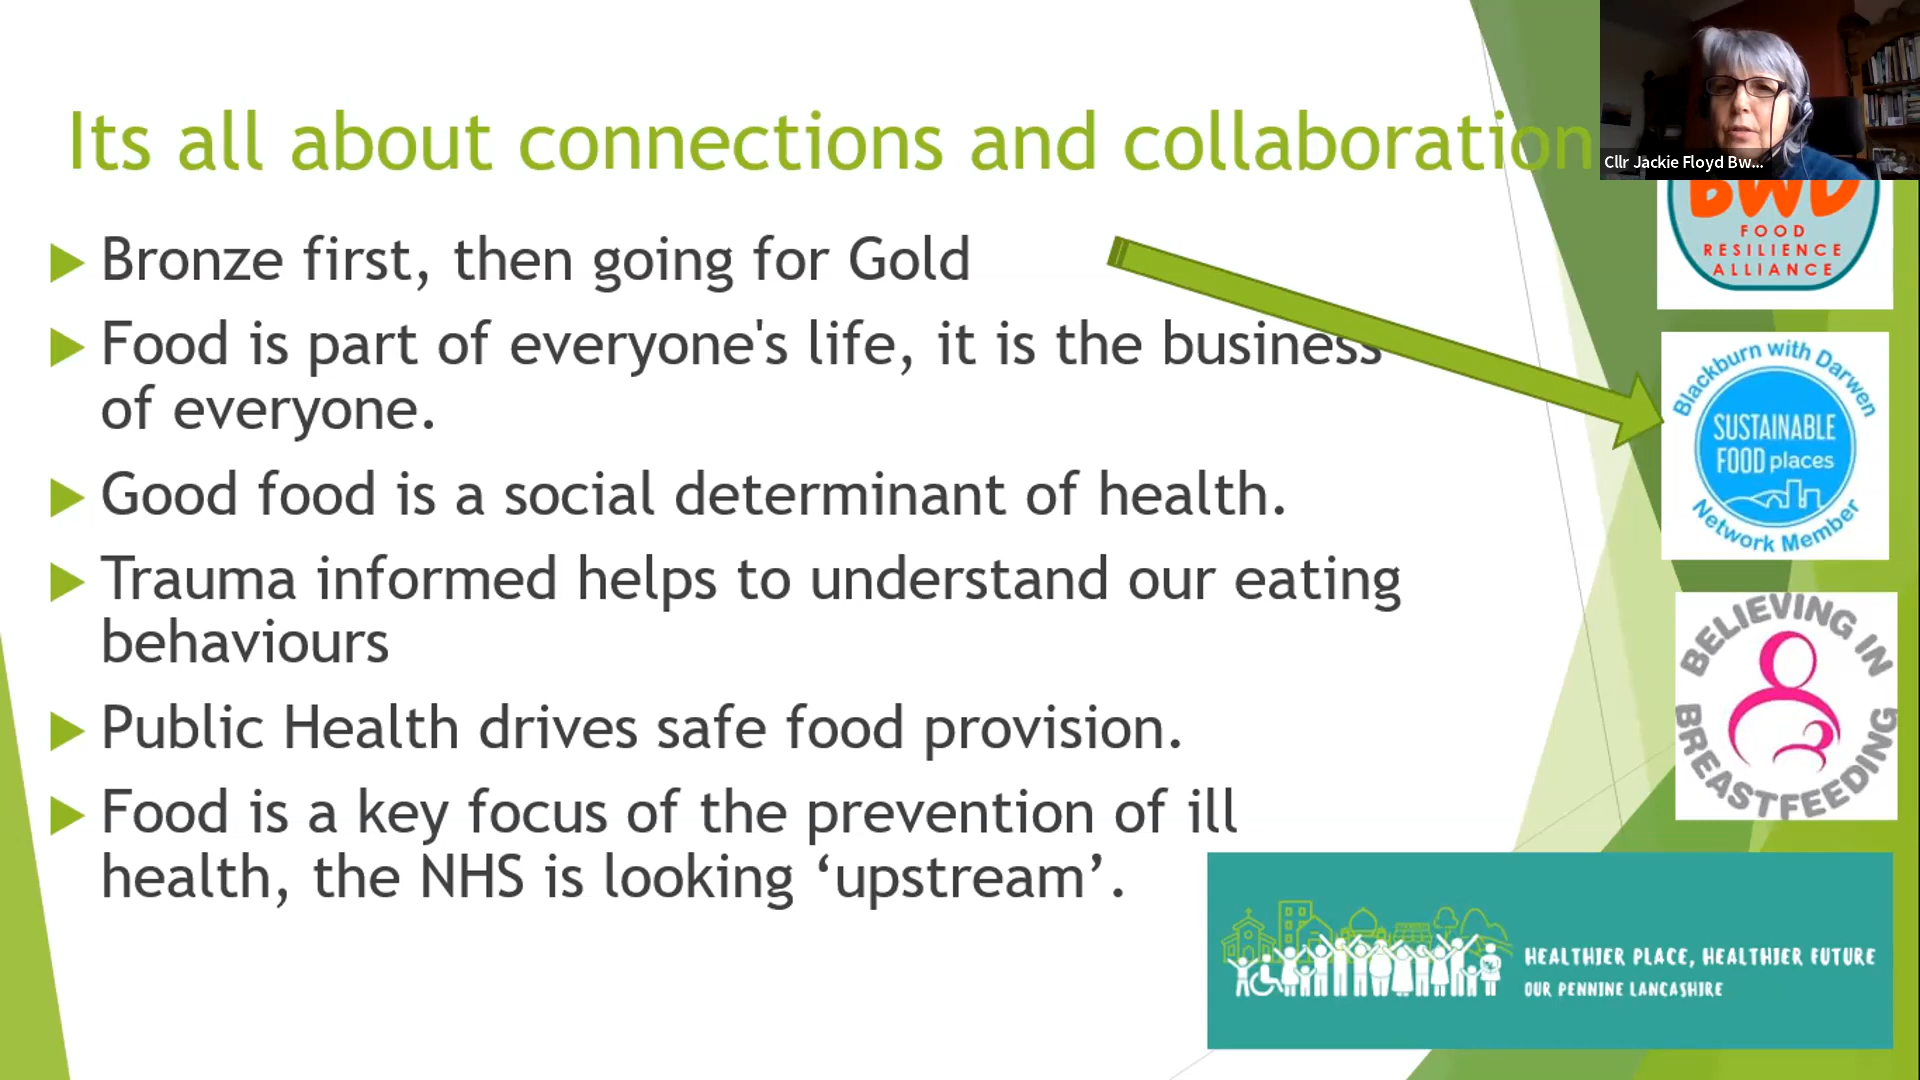 Its all about connections and collaboration
Cllr Jackie Floyd Bw...
Bronze first, then going for Gold
Food is part of everyone's life, it is the business
of everyone.
Good food is a social determinant of health.
Trauma informed helps to understand our eating
behaviours
Public Health drives safe food provision.
Food is a key focus of the prevention of ill
health, the NHS is looking ‘upstream’.
BWD
FOOD
RESILIENCE
ALLIANCE
Blackburn with Darwen
SUSTAINABLE
FOOD places
Network Member
BELIEVING IN
BREASTFEEDING
HEALTHIER PLACE, HEALTHIER FUTURE
OUR PENNINE LANCASHIRE